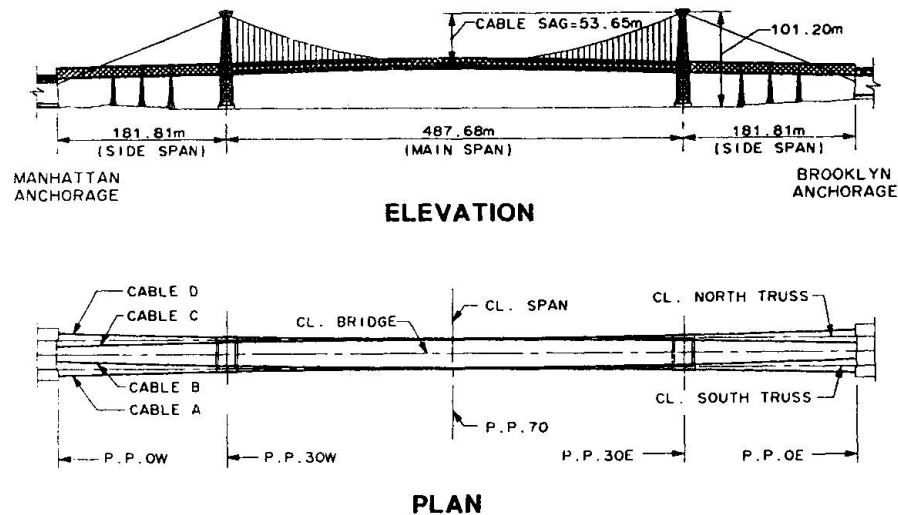 CABLE SAG=53.65m
101.20m
181.81m
(SIDE SPAN)
487.68m
(MAIN SPAN)
181.81m
(SIDE SPAN)
MANHATTAN
ANCHORAGE
BROOKLYN
ANCHORAGE
ELEVATION
CABLE D
CABLE C
CL. BRIDGE
CL. SPAN
CL. NORTH TRUSS
CABLE B
CABLE A
CL. SOUTH TRUSS
P.P.70
P.P.0W
P.P.30W
P.P.30E
P.P.0E
PLAN